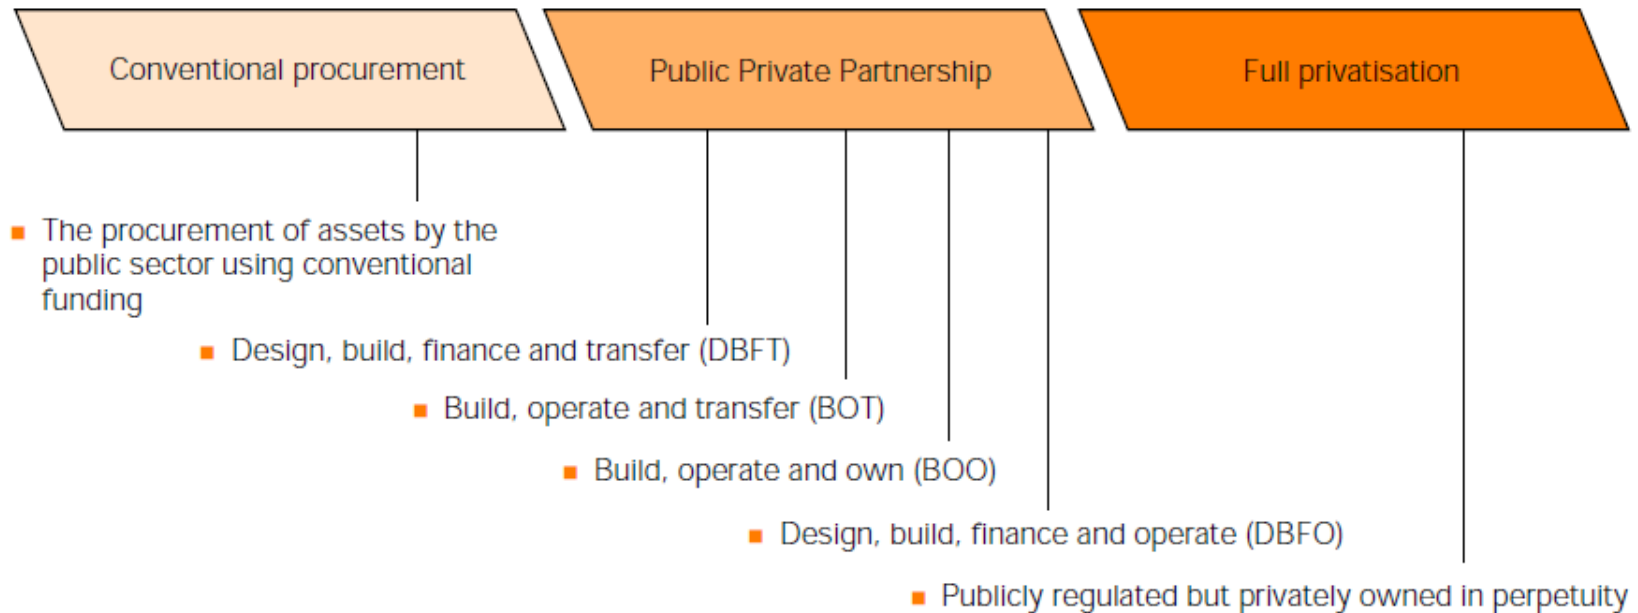 Conventional procurement
Public Private Partnership
Full privatisation
The procurement of assets by the
public sector using conventional
funding
Design, build, finance and transfer (DBFT)
Build, operate and transfer (BOT)
Build, operate and own (BOO)
Design, build, finance and operate (DBFO)
Publicly regulated but privately owned in perpetuity